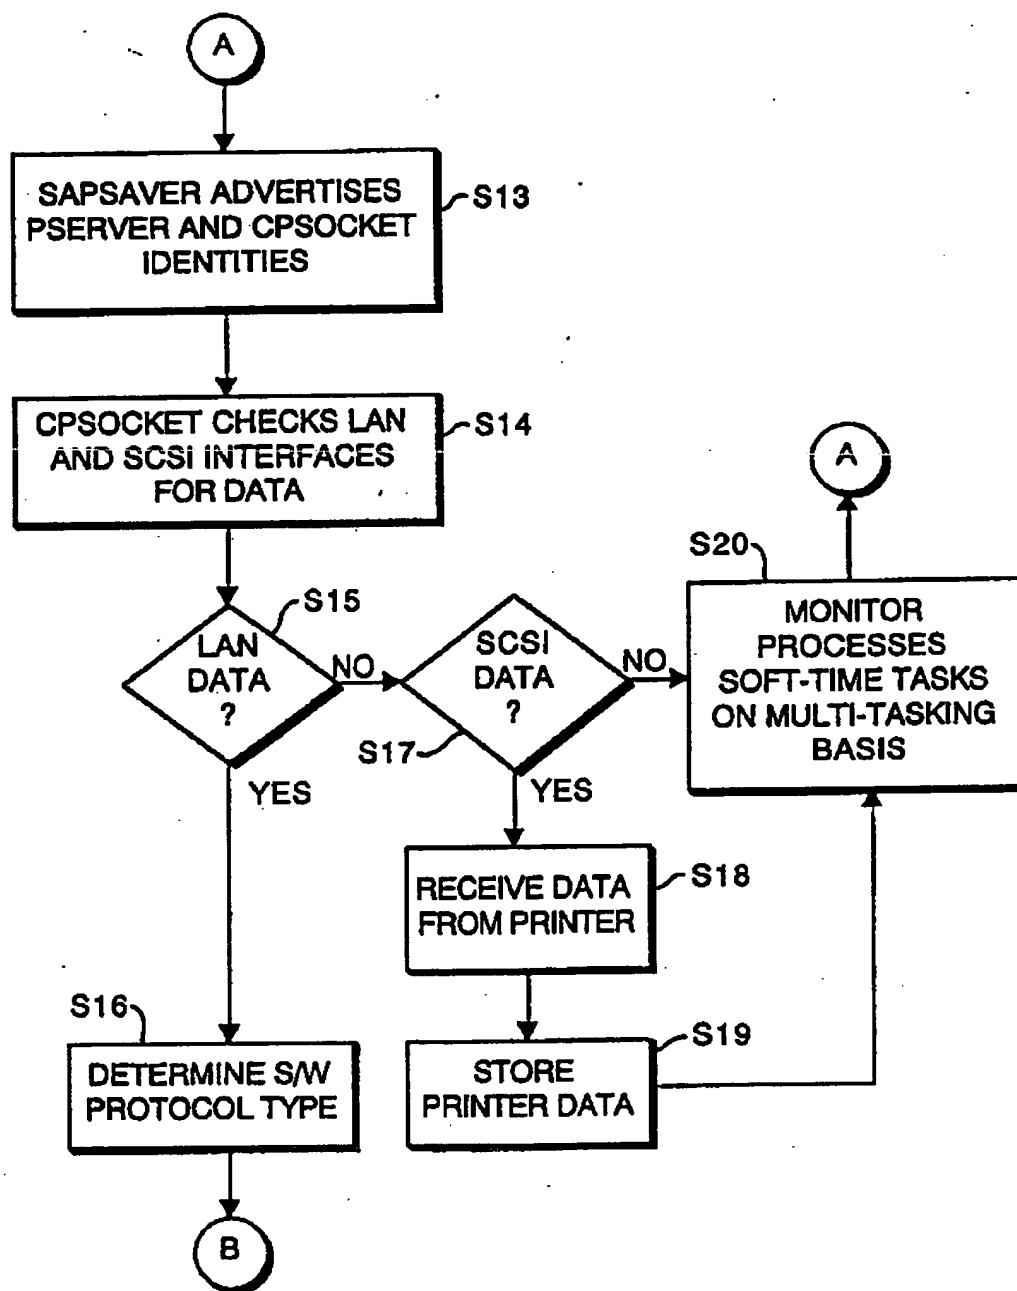 A
SAPSAVER ADVERTISES
PSERVER AND CPSOCKET
IDENTITIES
S13
CPSOCKET CHECKS LAN
AND SCSI INTERFACES
FOR DATA
S14
LAN
DATA
?
S15
NO
YES
SCSI
DATA
?
S17
NO
YES
A
S20
MONITOR
PROCESSES
SOFT-TIME TASKS
ON MULTI-TASKING
BASIS
RECEIVE DATA
FROM PRINTER
S18
STORE
PRINTER DATA
S19
S16
DETERMINE S/W
PROTOCOL TYPE
B